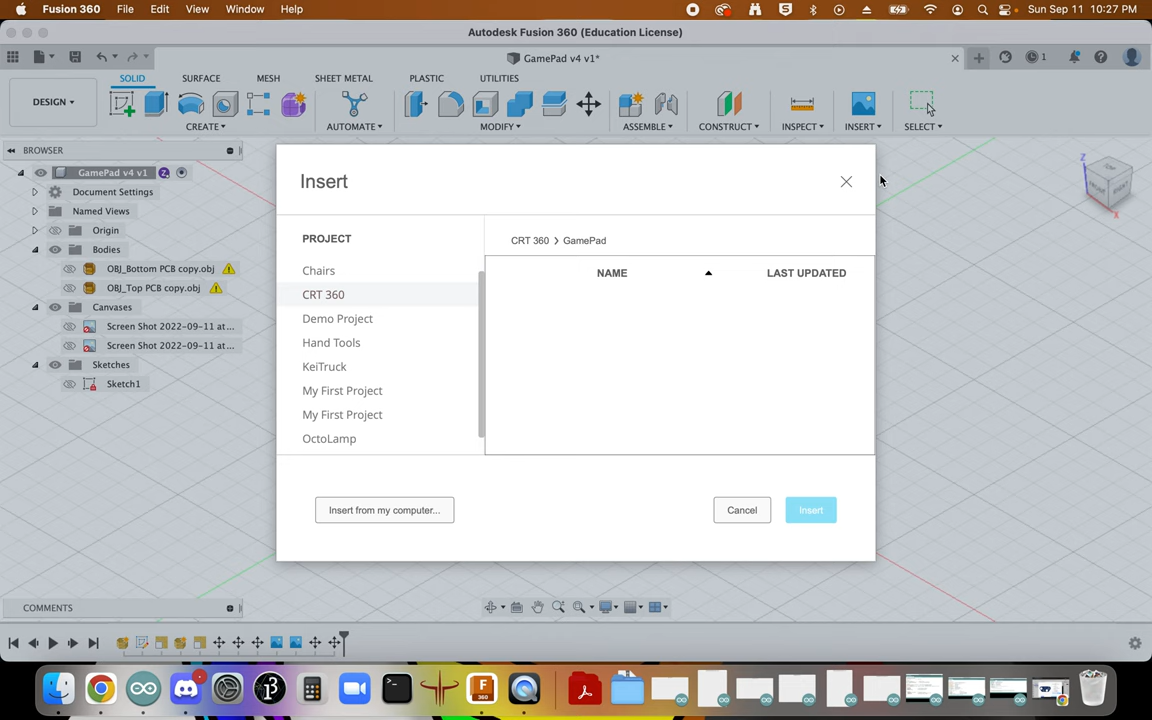 Fusion 360 File Edit View Window Help Sun Sep 11 10:27 PM
Autodesk Fusion 360 (Education License)
GamePad v4 v1* 1
SOLID SURFACE MESH SHEET METAL PLASTIC UTILITIES
DESIGN
CREATE AUTOMATE MODIFY ASSEMBLE CONSTRUCT INSPECT INSERT SELECT
BROWSER
GamePad v4 v1
Document Settings
Named Views
Origin
Bodies
OBJ_Bottom PCB copy.obj
OBJ_Top PCB copy.obj
Canvases
Screen Shot 2022-09-11 at...
Screen Shot 2022-09-11 at...
Sketches
Sketch1
Insert
PROJECT
Chairs
CRT 360
Demo Project
Hand Tools
KeiTruck
My First Project
My First Project
OctoLamp
CRT 360 > GamePad
NAME LAST UPDATED
Insert from my computer... Cancel Insert
TOP
COMMENTS